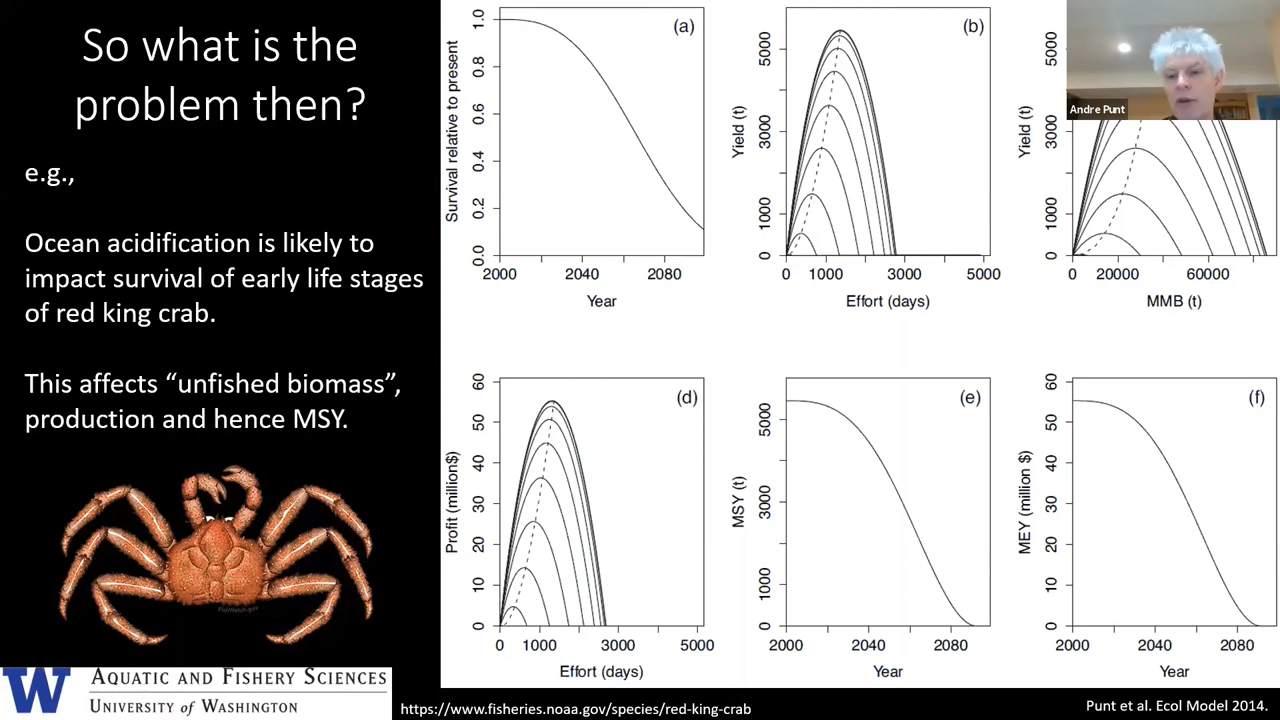 So what is the
problem then?
e.g.,
Ocean acidification is likely to
impact survival of early life stages
of red king crab.
This affects “unfished biomass”,
production and hence MSY.
FishWatch.gov
W
AQUATIC AND FISHERY SCIENCES
UNIVERSITY OF WASHINGTON
https://www.fisheries.noaa.gov/species/red-king-crab
(a)
Survival relative to present
1.0
0.8
0.6
0.4
0.2
0.0
2000 2040 2080
Year
(b)
Yield (t)
5000
3000
1000
0
0 1000 3000 5000
Effort (days)
Andre Punt
Yield (t)
5000
3000
1000
0
0 20000 60000
MMB (t)
(d)
Profit (million$)
60
50
40
30
20
10
0
0 1000 3000 5000
Effort (days)
(e)
MSY (t)
5000
3000
1000
0
2000 2040 2080
Year
(f)
MEY (million $)
60
50
40
30
20
10
0
2000 2040 2080
Year
Punt et al. Ecol Model 2014.